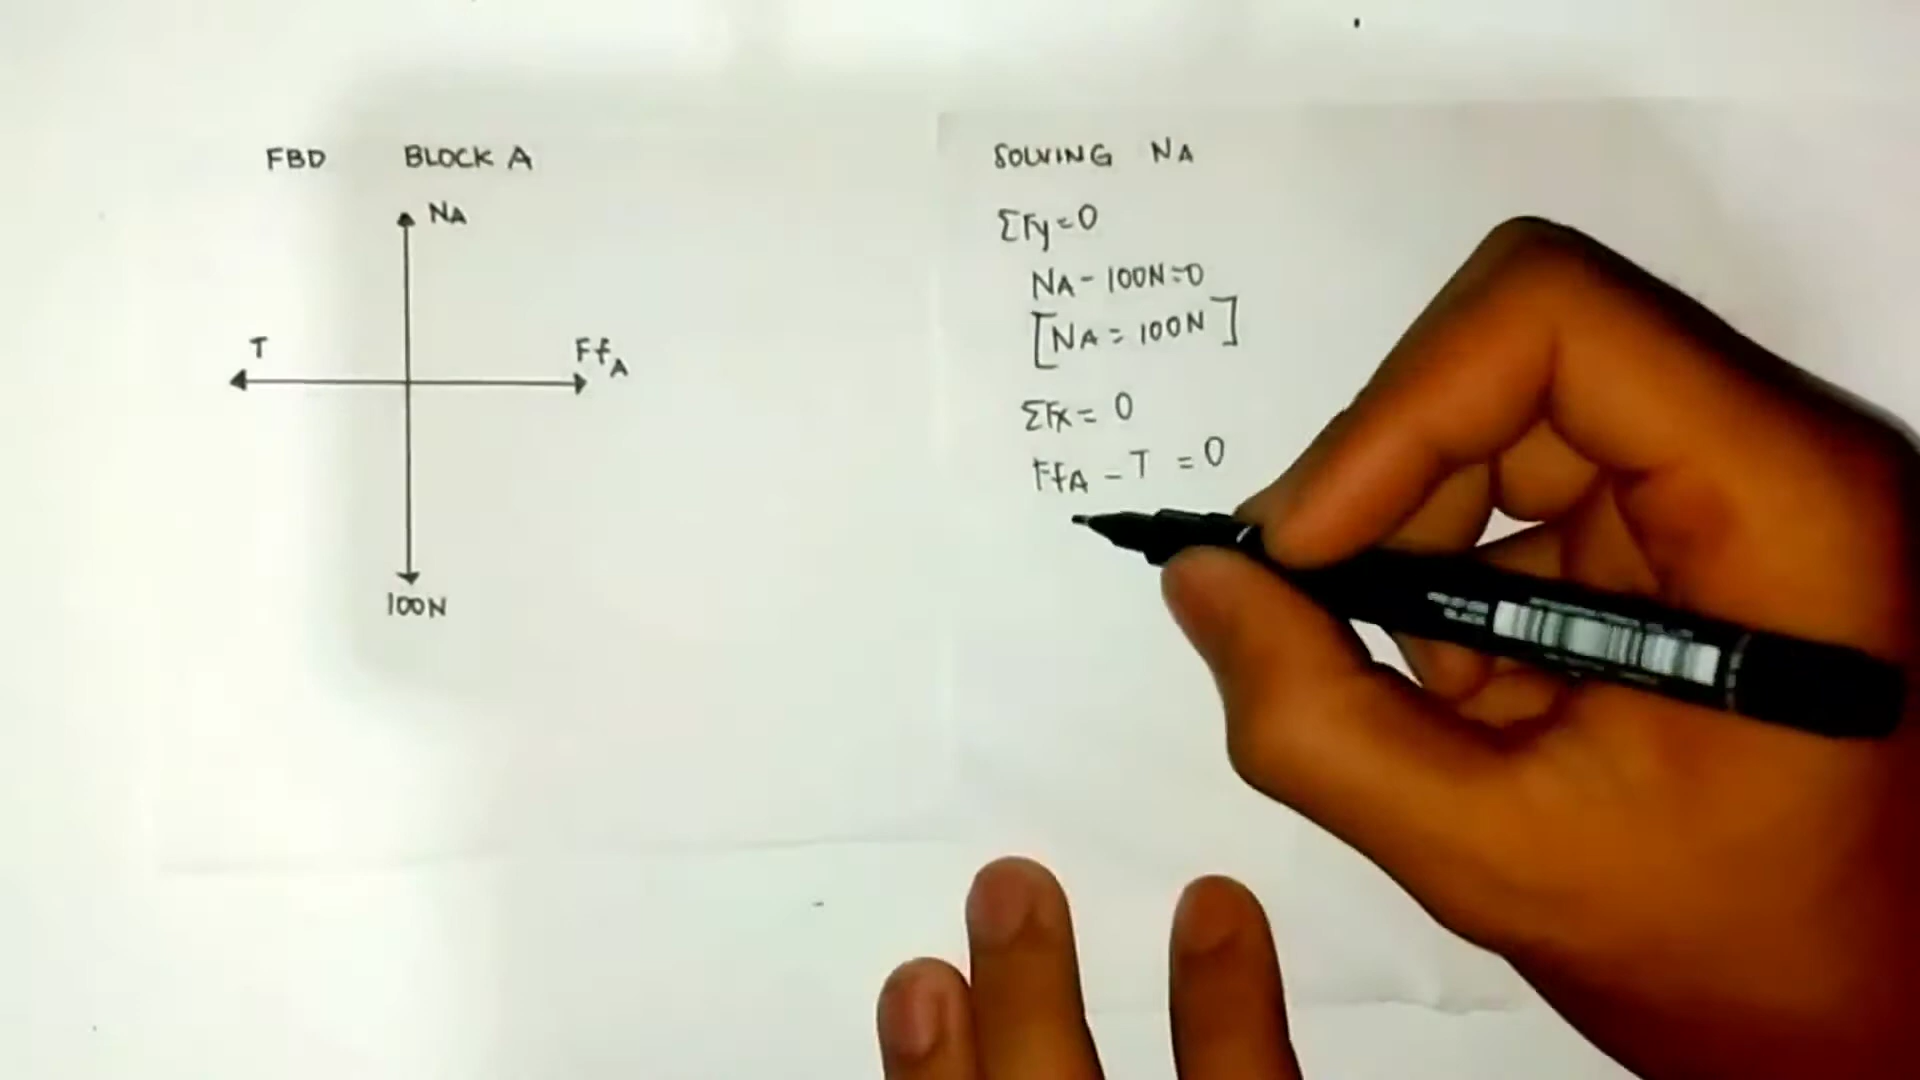 FBD BLOCK A
NA
T
FfA
100N
SOLVING NA
ΣFy=0
NA - 100N=0
[NA = 100N]
ΣFx = 0
FfA - T = 0